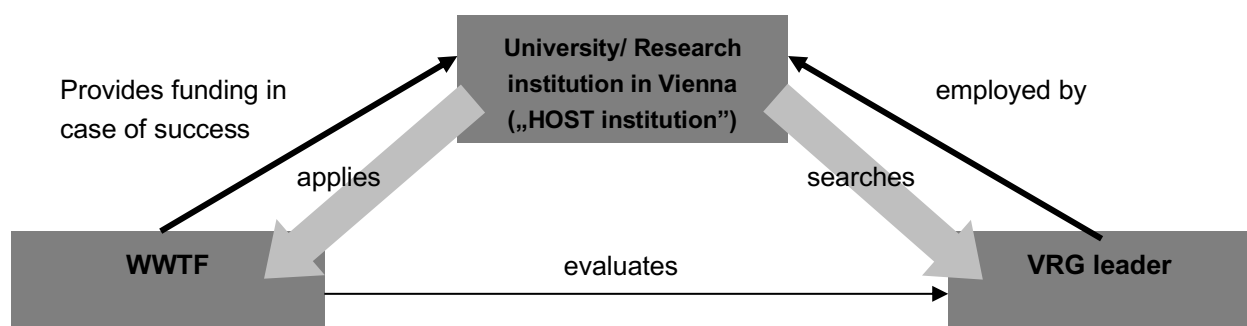 University/ Research
institution in Vienna
(„HOST institution”)
Provides funding in
case of success
employed by
applies
searches
WWTF
evaluates
VRG leader